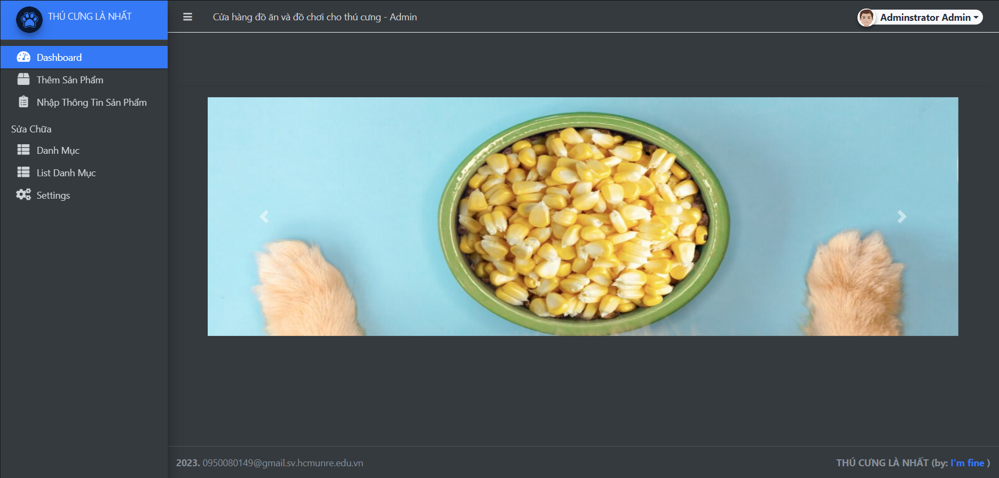 THÚ CƯNG LÀ NHẤT
Cửa hàng đồ ăn và đồ chơi cho thú cưng - Admin
Adminstrator Admin
Dashboard
Thêm Sản Phẩm
Nhập Thông Tin Sản Phẩm
Sửa Chữa
Danh Mục
List Danh Mục
Settings
2023. 0950080149@gmail.sv.hcmunre.edu.vn
THÚ CƯNG LÀ NHẤT (by: I'm fine )